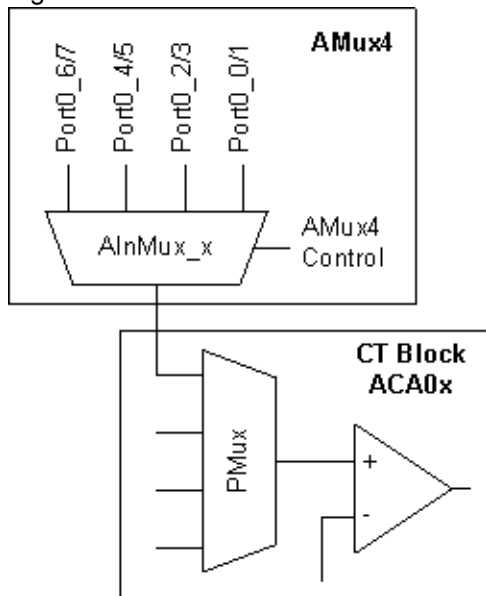 AMux4
Port0_6/7
Port0_4/5
Port0_2/3
Port0_0/1
AInMux_x
AMux4
Control
CT Block
ACA0x
PMux
+
-